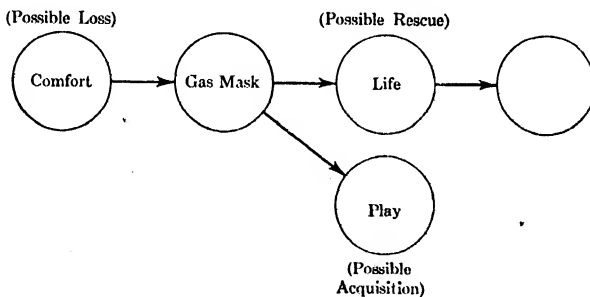 (Possible Loss)
(Possible Rescue)
Comfort
Gas Mask
Life
Play
(Possible
Acquisition)